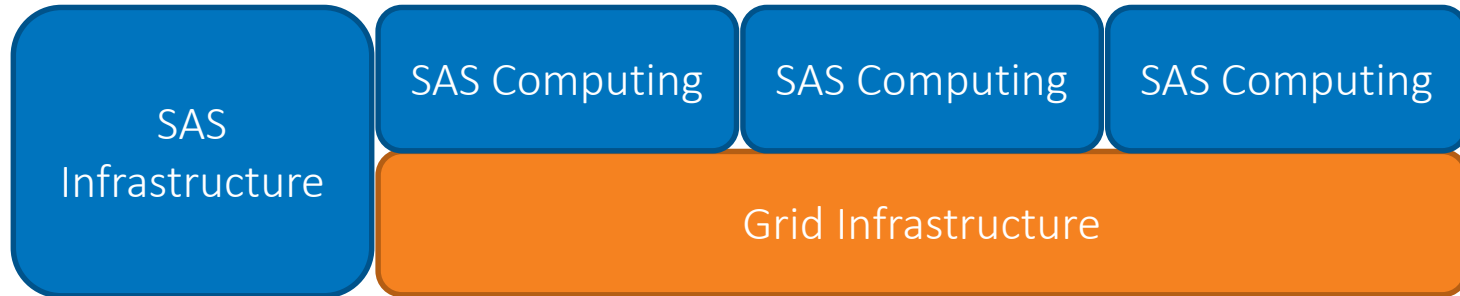 SAS
Infrastructure
SAS Computing
SAS Computing
SAS Computing
Grid Infrastructure